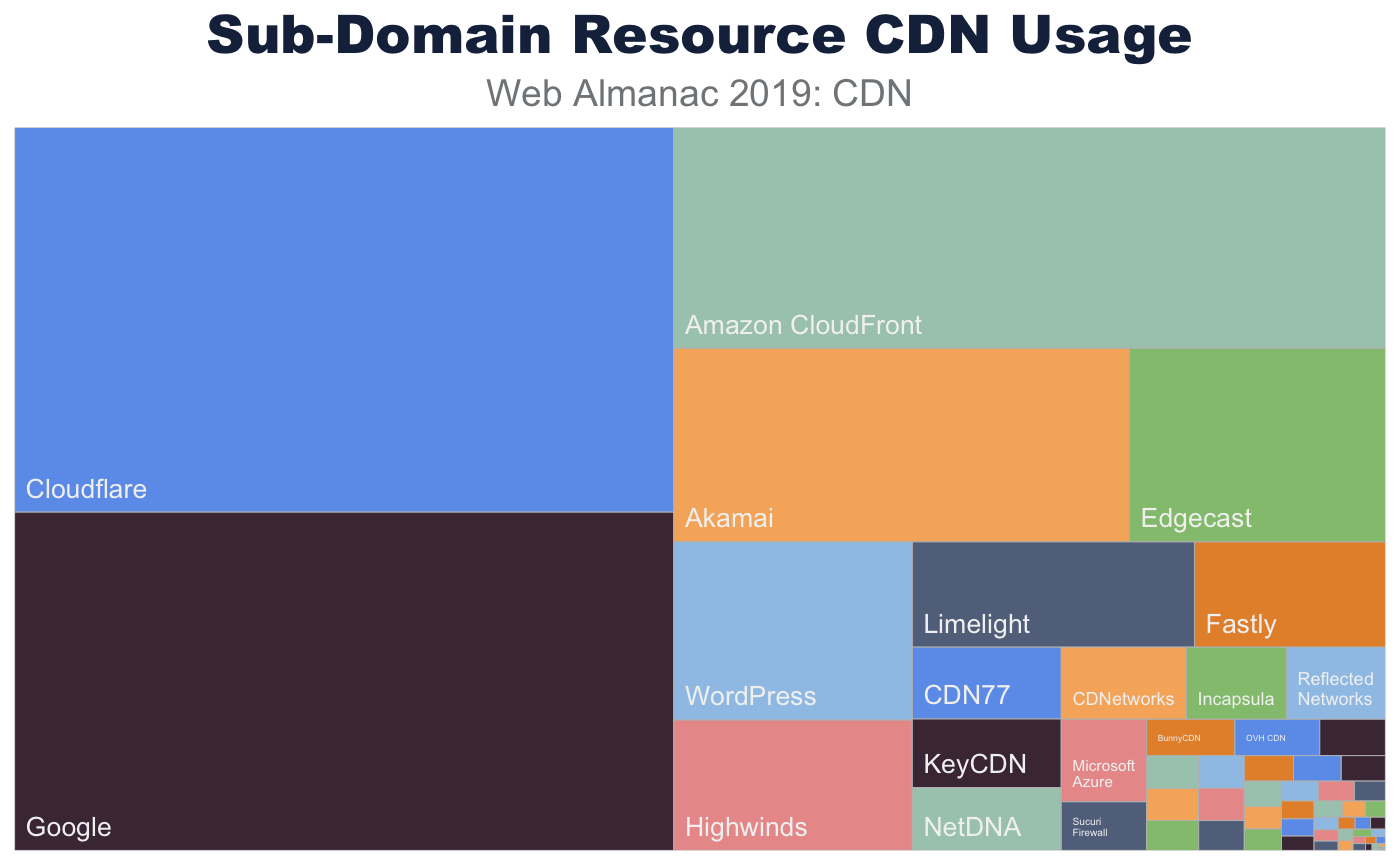 Sub-Domain Resource CDN Usage
Web Almanac 2019: CDN
Cloudflare
Google
Amazon CloudFront
Akamai
Edgecast
WordPress
Highwinds
Limelight
Fastly
CDN77
CDNetworks
Incapsula
Reflected
Networks
KeyCDN
NetDNA
Microsoft
Azure
Sucuri
Firewall
BunnyCDN
OVH CDN